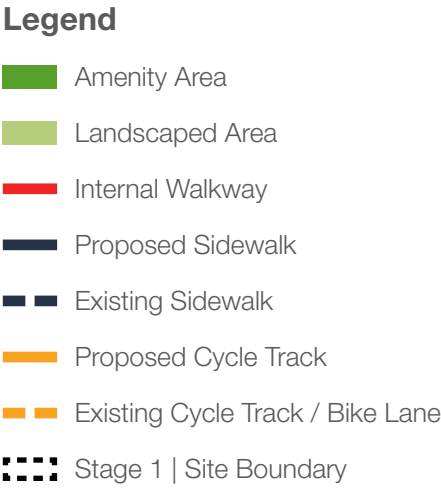 Legend
Amenity Area
Landscaped Area
Internal Walkway
Proposed Sidewalk
Existing Sidewalk
Proposed Cycle Track
Existing Cycle Track / Bike Lane
Stage 1 | Site Boundary